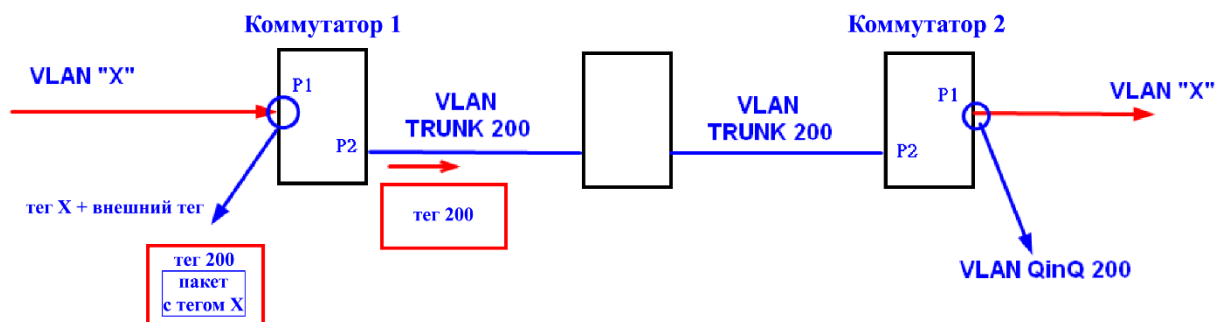 Коммутатор 1
Коммутатор 2
VLAN "X"
P1
P2
VLAN
TRUNK 200
VLAN
TRUNK 200
P1
P2
VLAN "X"
тег X + внешний тег
тег 200
тег 200
пакет
с тегом X
VLAN QinQ 200